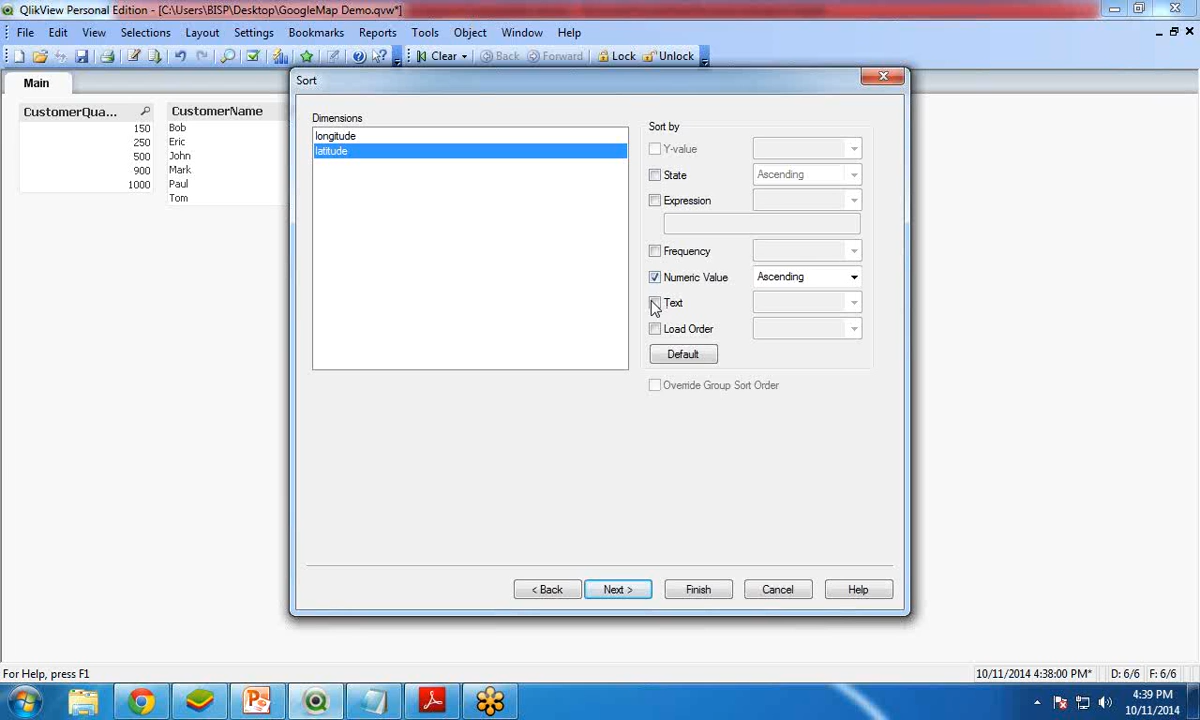 QlikView Personal Edition - [C:\Users\BISP\Desktop\GoogleMap Demo.qvw*]
File Edit View Selections Layout Settings Bookmarks Reports Tools Object Window Help
Clear Back Forward Lock Unlock
Main
CustomerQua...
150
250
500
900
1000
CustomerName
Bob
Eric
John
Mark
Paul
Tom
Sort
Dimensions
longitude
latitude
Sort by
Y-value
State Ascending
Expression
Frequency
Numeric Value Ascending
Text
Load Order
Default
Override Group Sort Order
< Back Next > Finish Cancel Help
For Help, press F1
10/11/2014 4:38:00 PM* D: 6/6 F: 6/6
4:39 PM
10/11/2014